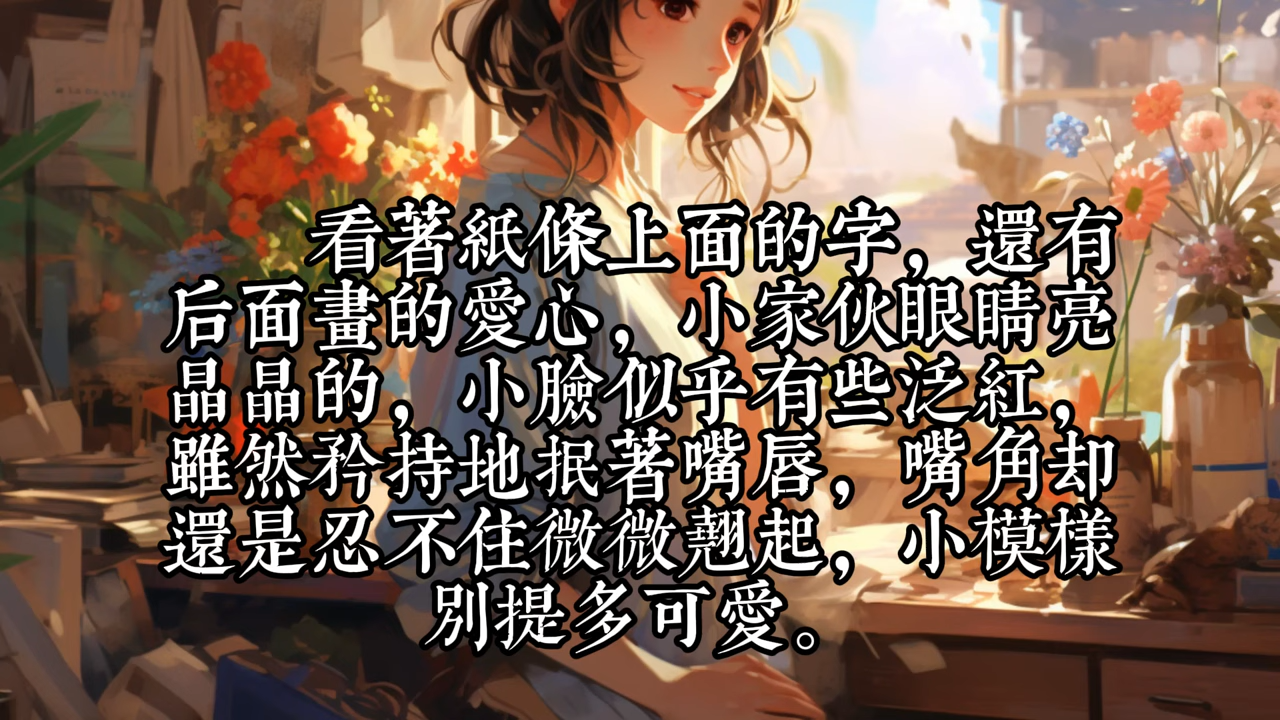 看著紙條上面的字，還有
后面畫的愛心，小家伙眼睛亮
晶晶的，小臉似乎有些泛紅，
雖然矜持地抿著嘴唇，嘴角却
還是忍不住微微翹起，小模樣
別提多可愛。